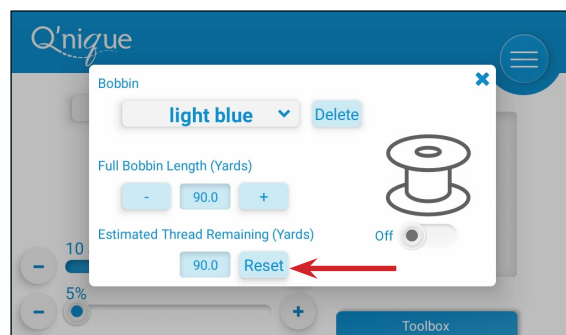 Q'nique
Bobbin
light blue
Delete
Full Bobbin Length (Yards)
- 90.0 +
Estimated Thread Remaining (Yards)
Off
90.0 Reset
10
-
5%
- +
Toolbox